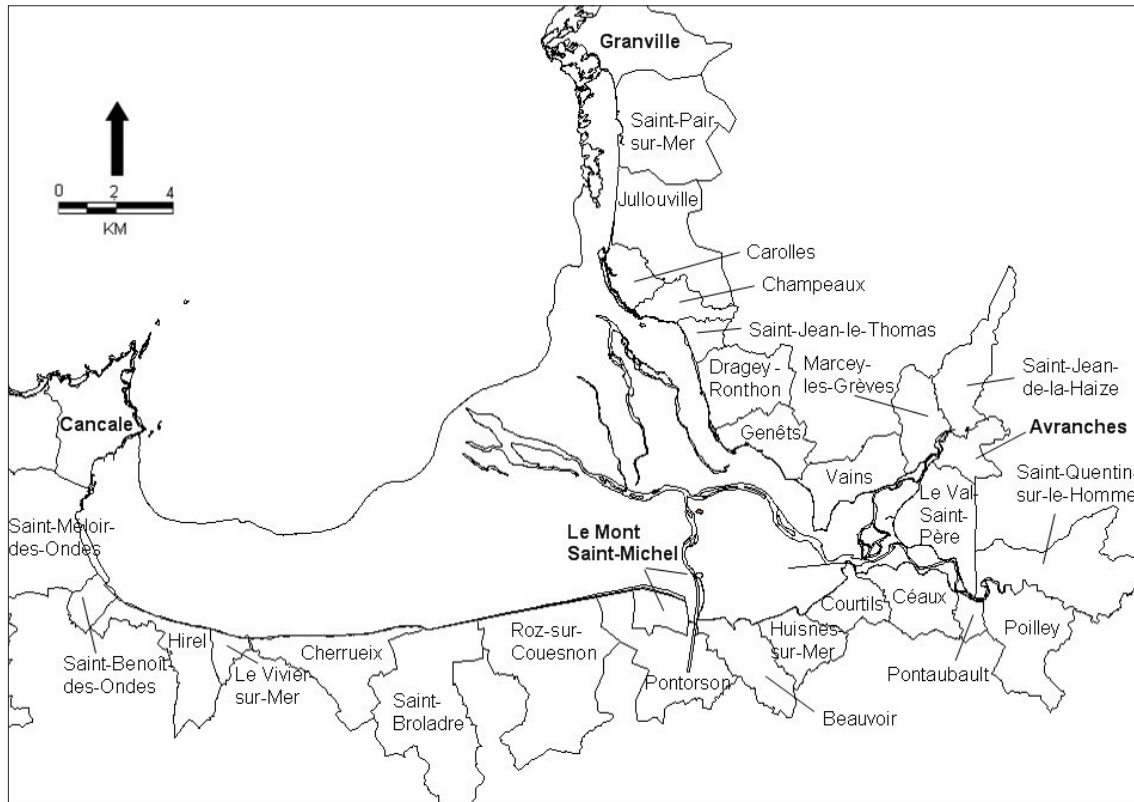 Granville
Saint-Pair-
sur-Mer
0 2 4
KM
Jullouville
Carolles
Champeaux
Saint-Jean-le-Thomas
Dragey-
Ronthon
Marcey-
les-Grèves
Saint-Jean-
de-la-Haize
Cancale
Genêts
Avranches
Vains
Saint-Quentin-
sur-le-Homme
Le Val-
Saint-
Père
Saint-Méloir-
des-Ondes
Le Mont
Saint-Michel
Courtils
Céaux
Hirel
Cherrueix
Roz-sur-
Couesnon
Huisnes-
sur-Mer
Poilley
Saint-Benoît-
des-Ondes
Le Vivier-
sur-Mer
Pontorson
Pontaubault
Saint-
Broladre
Beauvoir